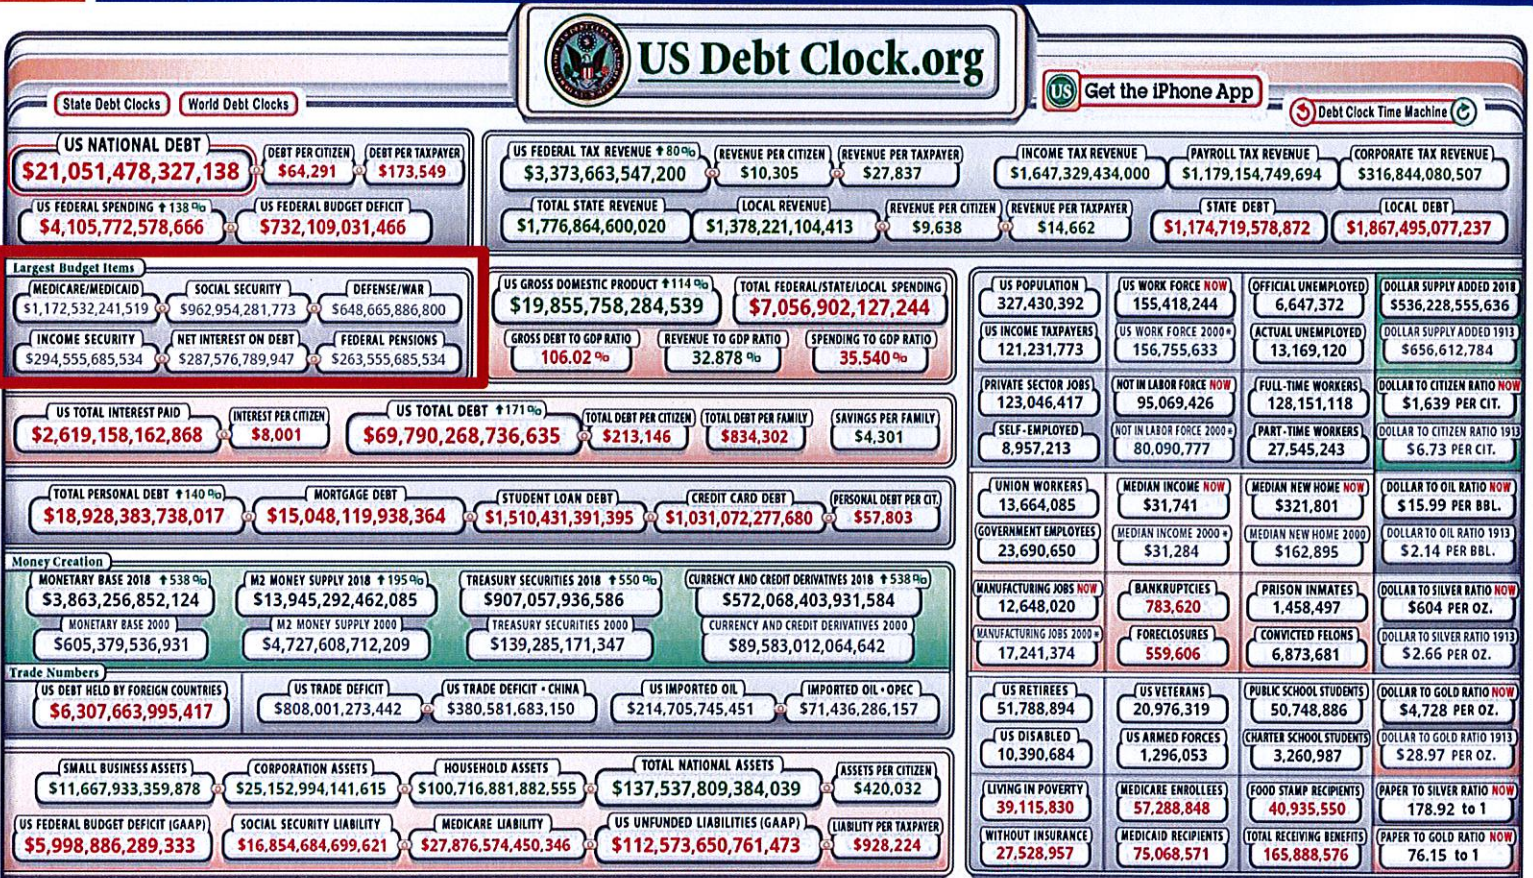 US Debt Clock.org
State Debt Clocks World Debt Clocks
US Get the iPhone App
Debt Clock Time Machine
US NATIONAL DEBT DEBT PER CITIZEN DEBT PER TAXPAYER
$21,051,478,327,138 $64,291 $173,549
US FEDERAL SPENDING ↑138% US FEDERAL BUDGET DEFICIT
$4,105,772,578,666 $732,109,031,466
US FEDERAL TAX REVENUE ↑80% REVENUE PER CITIZEN REVENUE PER TAXPAYER INCOME TAX REVENUE PAYROLL TAX REVENUE CORPORATE TAX REVENUE
$3,373,663,547,200 $10,305 $27,837 $1,647,329,434,000 $1,179,154,749,694 $316,844,080,507
TOTAL STATE REVENUE LOCAL REVENUE REVENUE PER CITIZEN REVENUE PER TAXPAYER STATE DEBT LOCAL DEBT
$1,776,864,600,020 $1,378,221,104,413 $9,638 $14,662 $1,174,719,578,872 $1,867,495,077,237
Largest Budget Items
MEDICARE/MEDICAID SOCIAL SECURITY DEFENSE/WAR
$1,172,532,241,519 $962,954,281,773 $648,665,886,800
INCOME SECURITY NET INTEREST ON DEBT FEDERAL PENSIONS
$294,555,685,534 $287,576,789,947 $263,555,685,534
US GROSS DOMESTIC PRODUCT ↑114% TOTAL FEDERAL/STATE/LOCAL SPENDING
$19,855,758,284,539 $7,056,902,127,244
GROSS DEBT TO GDP RATIO REVENUE TO GDP RATIO SPENDING TO GDP RATIO
106.02% 32.878% 35.540%
US TOTAL INTEREST PAID INTEREST PER CITIZEN US TOTAL DEBT ↑171% TOTAL DEBT PER CITIZEN TOTAL DEBT PER FAMILY SAVINGS PER FAMILY
$2,619,158,162,868 $8,001 $69,790,268,736,635 $213,146 $834,302 $4,301
TOTAL PERSONAL DEBT ↑140% MORTGAGE DEBT STUDENT LOAN DEBT CREDIT CARD DEBT PERSONAL DEBT PER CIT.
$18,928,383,738,017 $15,048,119,938,364 $1,510,431,391,395 $1,031,072,277,680 $57,803
Money Creation
MONETARY BASE 2018 ↑538% M2 MONEY SUPPLY 2018 ↑195% TREASURY SECURITIES 2018 ↑550% CURRENCY AND CREDIT DERIVATIVES 2018 ↑538%
$3,863,256,852,124 $13,945,292,462,085 $907,057,936,586 $572,068,403,931,584
MONETARY BASE 2000 M2 MONEY SUPPLY 2000 TREASURY SECURITIES 2000 CURRENCY AND CREDIT DERIVATIVES 2000
$605,379,536,931 $4,727,608,712,209 $139,285,171,347 $89,583,012,064,642
Trade Numbers
US DEBT HELD BY FOREIGN COUNTRIES US TRADE DEFICIT US TRADE DEFICIT • CHINA US IMPORTED OIL IMPORTED OIL • OPEC
$6,307,663,995,417 $808,001,273,442 $380,581,683,150 $214,705,745,451 $71,436,286,157
SMALL BUSINESS ASSETS CORPORATION ASSETS HOUSEHOLD ASSETS TOTAL NATIONAL ASSETS ASSETS PER CITIZEN
$11,667,933,359,878 $25,152,994,141,615 $100,716,881,882,555 $137,537,809,384,039 $420,032
US FEDERAL BUDGET DEFICIT (GAAP) SOCIAL SECURITY LIABILITY MEDICARE LIABILITY US UNFUNDED LIABILITIES (GAAP) LIABILITY PER TAXPAYER
$5,998,886,289,333 $16,854,684,699,621 $27,876,574,450,346 $112,573,650,761,473 $928,224
US POPULATION US WORK FORCE NOW OFFICIAL UNEMPLOYED DOLLAR SUPPLY ADDED 2018
327,430,392 155,418,244 6,647,372 $536,228,555,636
US INCOME TAXPAYERS US WORK FORCE 2000* ACTUAL UNEMPLOYED DOLLAR SUPPLY ADDED 1913
121,231,773 156,755,633 13,169,120 $656,612,784
PRIVATE SECTOR JOBS NOT IN LABOR FORCE NOW FULL-TIME WORKERS DOLLAR TO CITIZEN RATIO NOW
123,046,417 95,069,426 128,151,118 $1,639 PER CIT.
SELF-EMPLOYED NOT IN LABOR FORCE 2000* PART-TIME WORKERS DOLLAR TO CITIZEN RATIO 1913
8,957,213 80,090,777 27,545,243 $6.73 PER CIT.
UNION WORKERS MEDIAN INCOME NOW MEDIAN NEW HOME NOW DOLLAR TO OIL RATIO NOW
13,664,085 $31,741 $321,801 $15.99 PER BBL.
GOVERNMENT EMPLOYEES MEDIAN INCOME 2000* MEDIAN NEW HOME 2000 DOLLAR TO OIL RATIO 1913
23,690,650 $31,284 $162,895 $2.14 PER BBL.
MANUFACTURING JOBS NOW BANKRUPTCIES PRISON INMATES DOLLAR TO SILVER RATIO NOW
12,648,020 783,620 1,458,497 $604 PER OZ.
MANUFACTURING JOBS 2000* FORECLOSURES CONVICTED FELONS DOLLAR TO SILVER RATIO 1913
17,241,374 559,606 6,873,681 $2.66 PER OZ.
US RETIREES US VETERANS PUBLIC SCHOOL STUDENTS DOLLAR TO GOLD RATIO NOW
51,788,894 20,976,319 50,748,886 $4,728 PER OZ.
US DISABLED US ARMED FORCES CHARTER SCHOOL STUDENTS DOLLAR TO GOLD RATIO 1913
10,390,684 1,296,053 3,260,987 $28.97 PER OZ.
LIVING IN POVERTY MEDICARE ENROLLEES FOOD STAMP RECIPIENTS PAPER TO SILVER RATIO NOW
39,115,830 57,288,848 40,935,550 178.92 to 1
WITHOUT INSURANCE MEDICAID RECIPIENTS TOTAL RECEIVING BENEFITS PAPER TO GOLD RATIO NOW
27,528,957 75,068,571 165,888,576 76.15 to 1